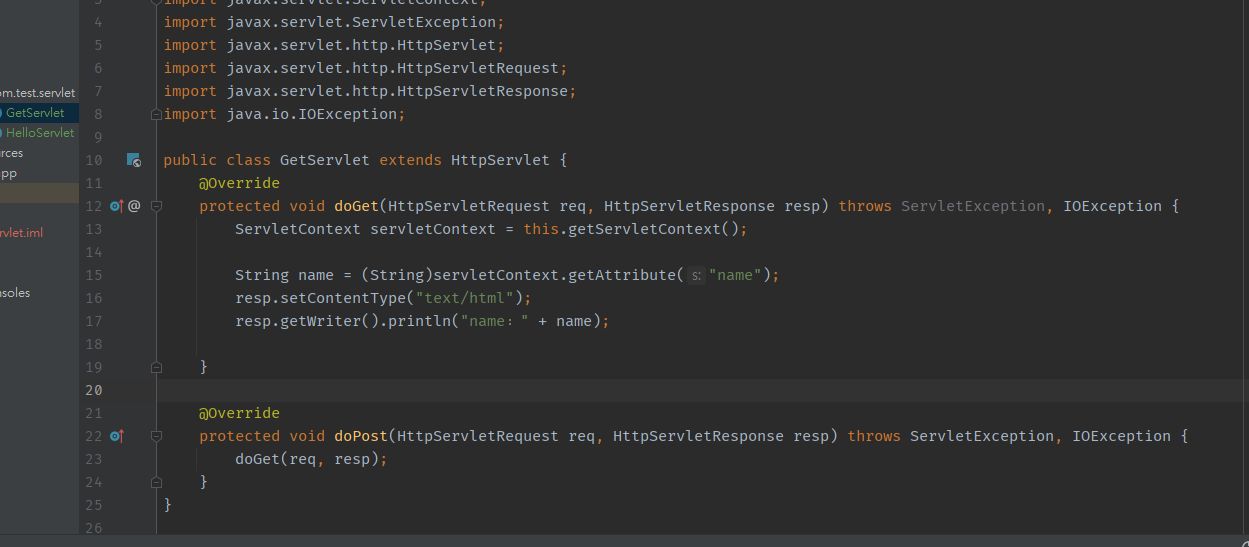 import javax.servlet.ServletContext;
4 import javax.servlet.ServletException;
5 import javax.servlet.http.HttpServlet;
6 import javax.servlet.http.HttpServletRequest;
7 import javax.servlet.http.HttpServletResponse;
8 import java.io.IOException;
9
10 public class GetServlet extends HttpServlet {
11 @Override
12 @ protected void doGet(HttpServletRequest req, HttpServletResponse resp) throws ServletException, IOException {
13 ServletContext servletContext = this.getServletContext();
14
15 String name = (String)servletContext.getAttribute( s: "name");
16 resp.setContentType("text/html");
17 resp.getWriter().println("name：" + name);
18
19 }
20
21 @Override
22 protected void doPost(HttpServletRequest req, HttpServletResponse resp) throws ServletException, IOException {
23 doGet(req, resp);
24 }
25 }
26
om.test.servlet
GetServlet
HelloServlet
rces
pp
rvlet.iml
nsoles